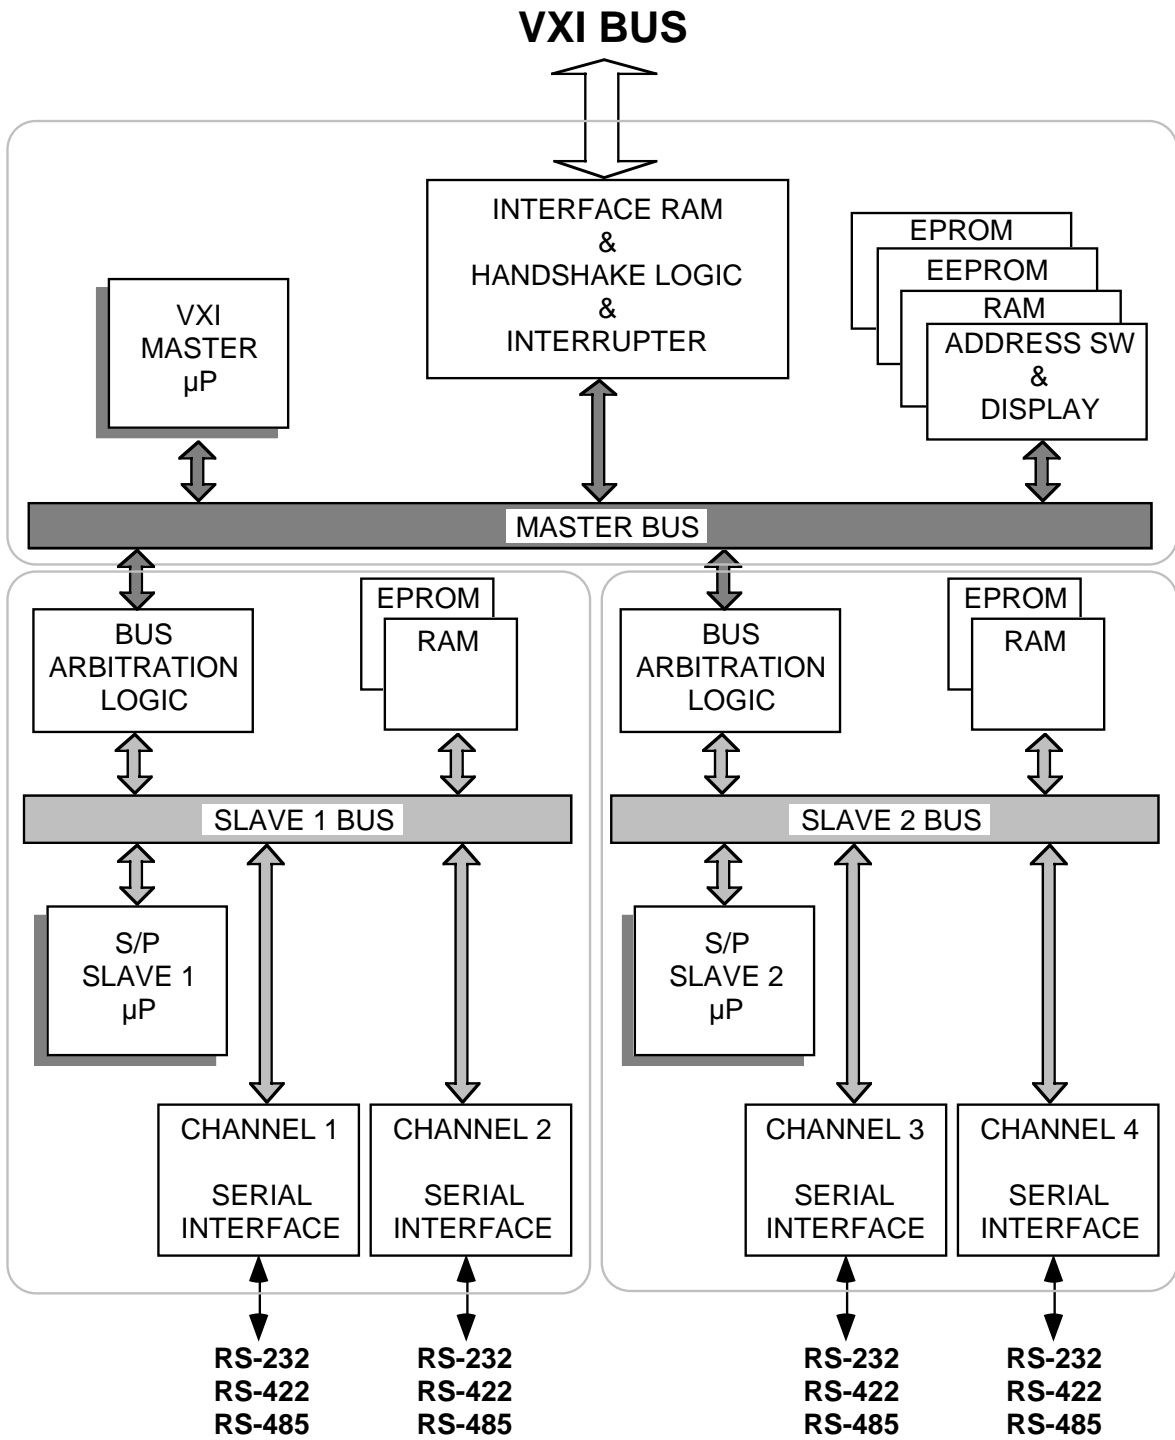 VXI BUS
INTERFACE RAM
&
HANDSHAKE LOGIC
&
INTERRUPTER
EPROM
EEPROM
RAM
ADDRESS SW
&
DISPLAY
VXI
MASTER
µP
MASTER BUS
BUS
ARBITRATION
LOGIC
EPROM
RAM
BUS
ARBITRATION
LOGIC
EPROM
RAM
SLAVE 1 BUS
SLAVE 2 BUS
S/P
SLAVE 1
µP
S/P
SLAVE 2
µP
CHANNEL 1
SERIAL
INTERFACE
CHANNEL 2
SERIAL
INTERFACE
CHANNEL 3
SERIAL
INTERFACE
CHANNEL 4
SERIAL
INTERFACE
RS-232
RS-422
RS-485
RS-232
RS-422
RS-485
RS-232
RS-422
RS-485
RS-232
RS-422
RS-485